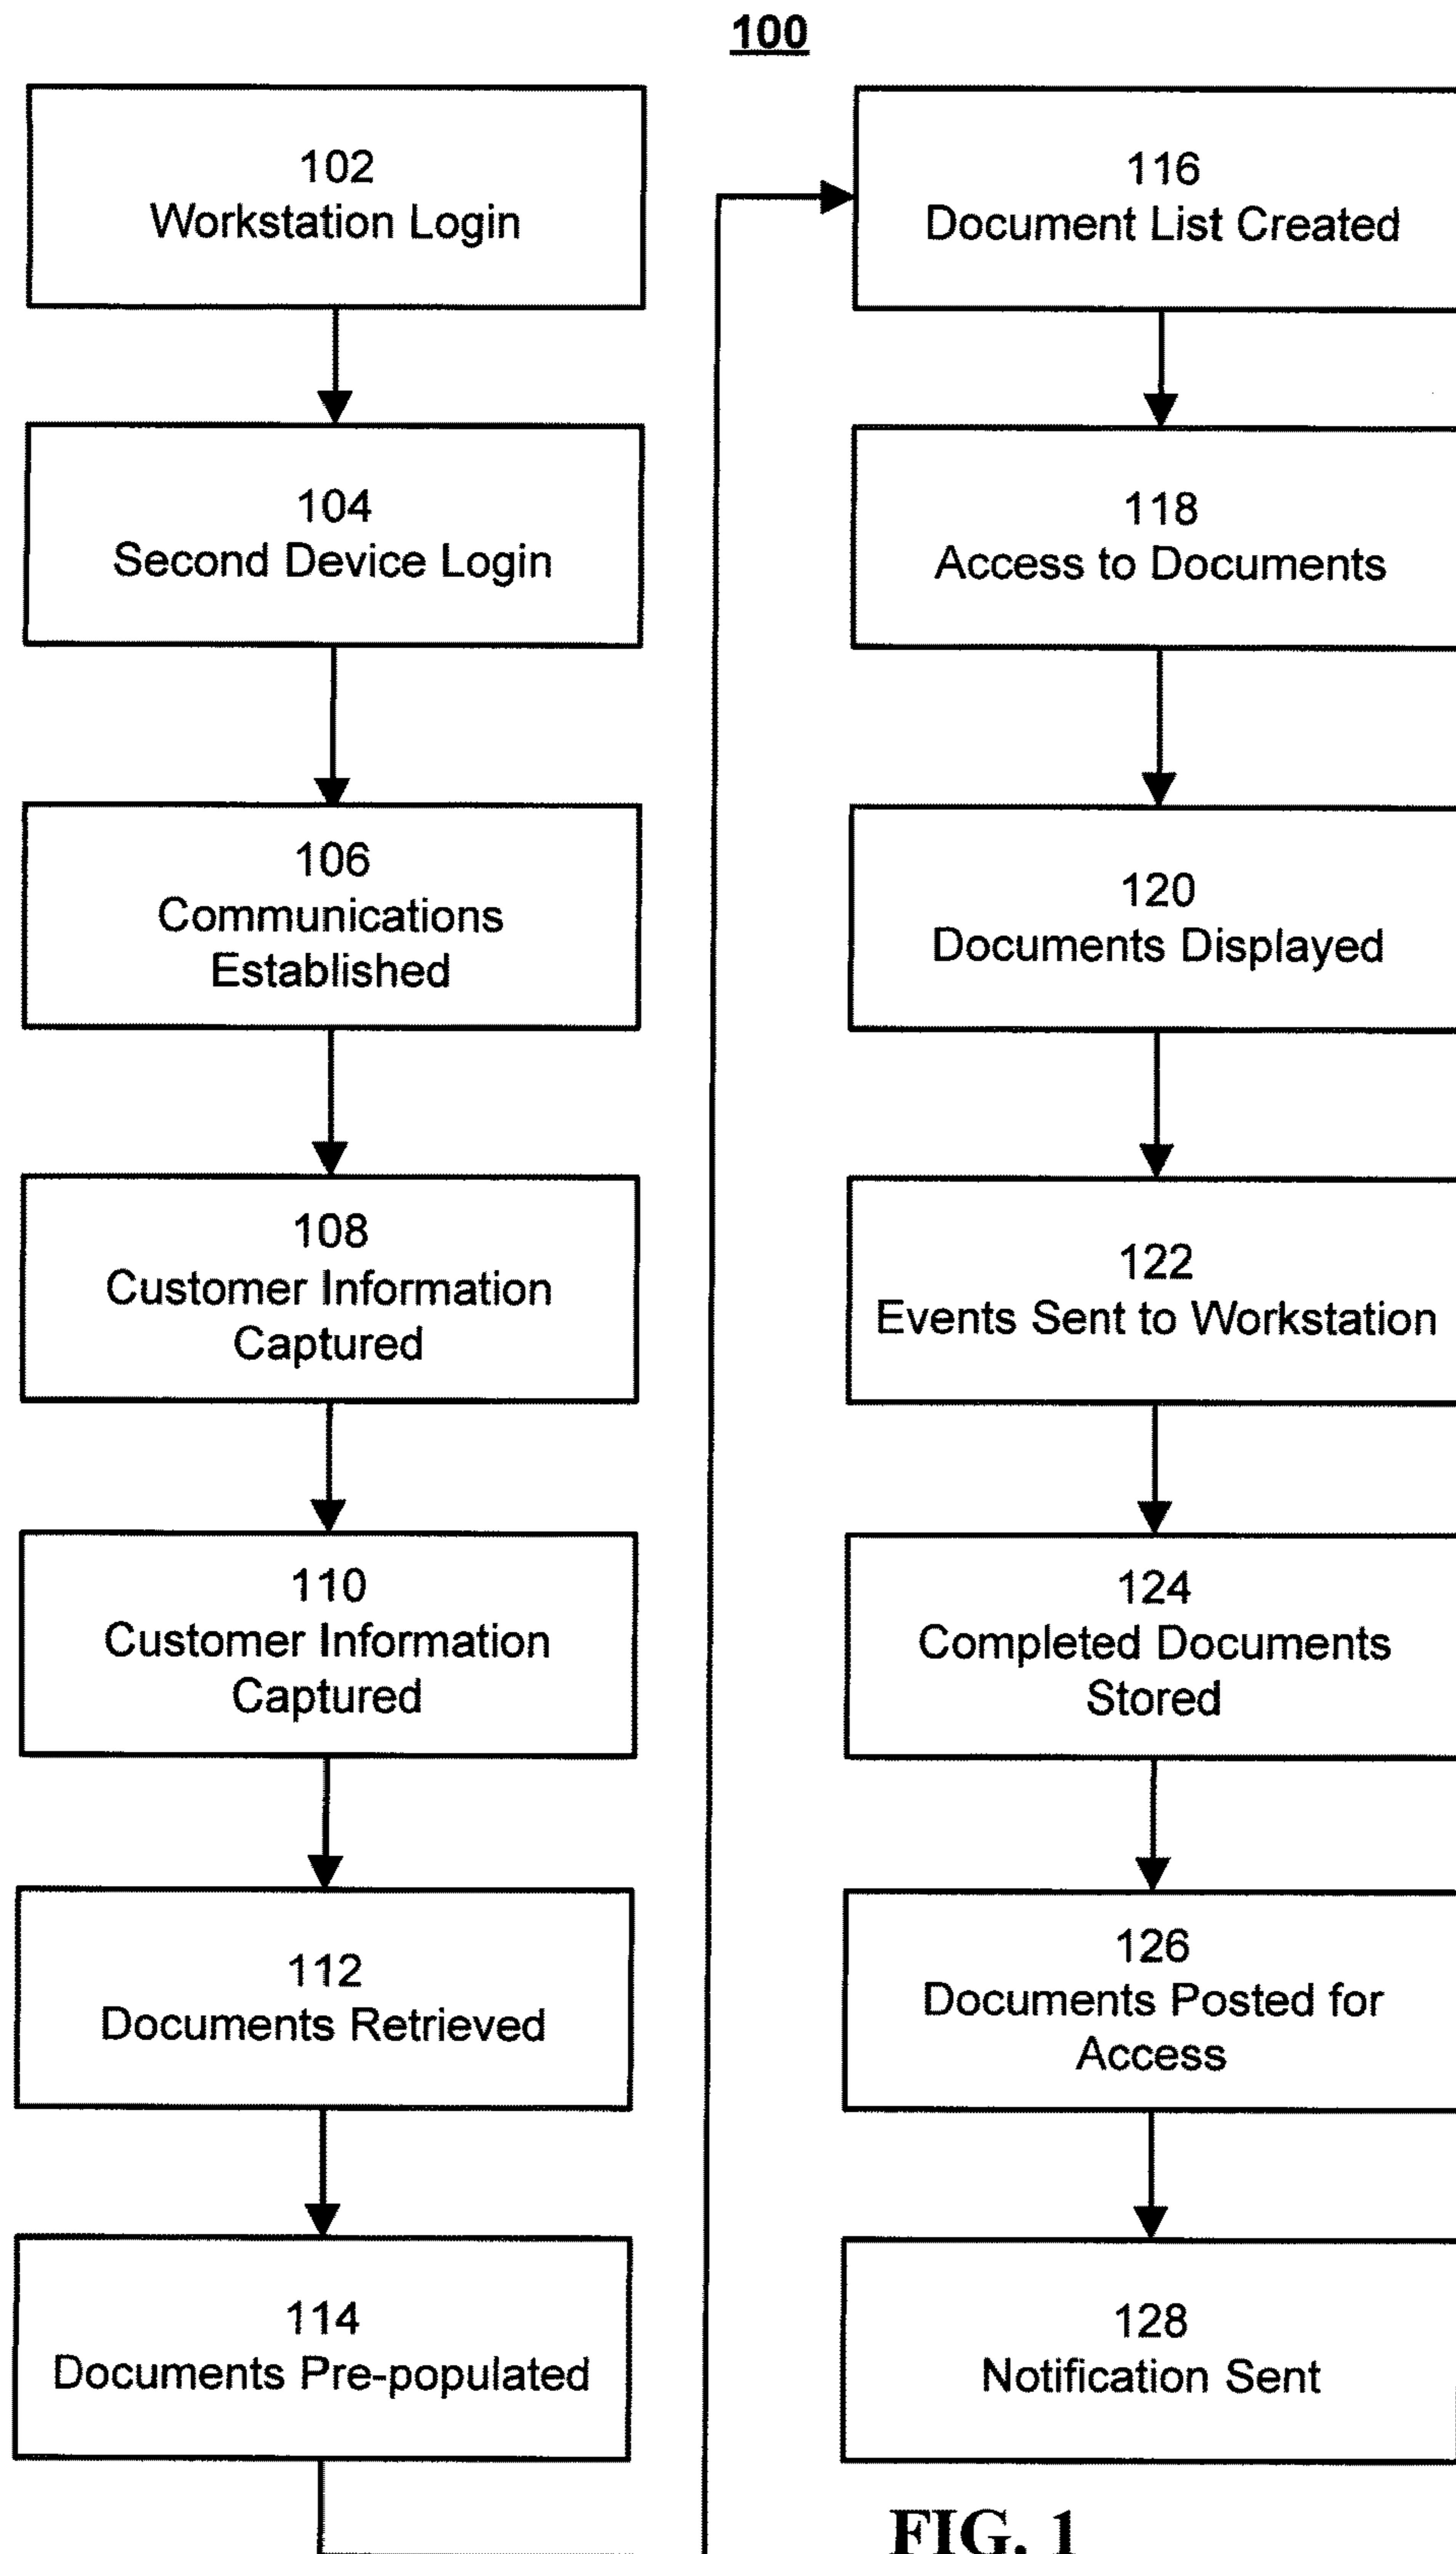 100
102
Workstation Login
104
Second Device Login
106
Communications
Established
108
Customer Information
Captured
110
Customer Information
Captured
112
Documents Retrieved
114
Documents Pre-populated
116
Document List Created
118
Access to Documents
120
Documents Displayed
122
Events Sent to Workstation
124
Completed Documents
Stored
126
Documents Posted for
Access
128
Notification Sent
FIG. 1